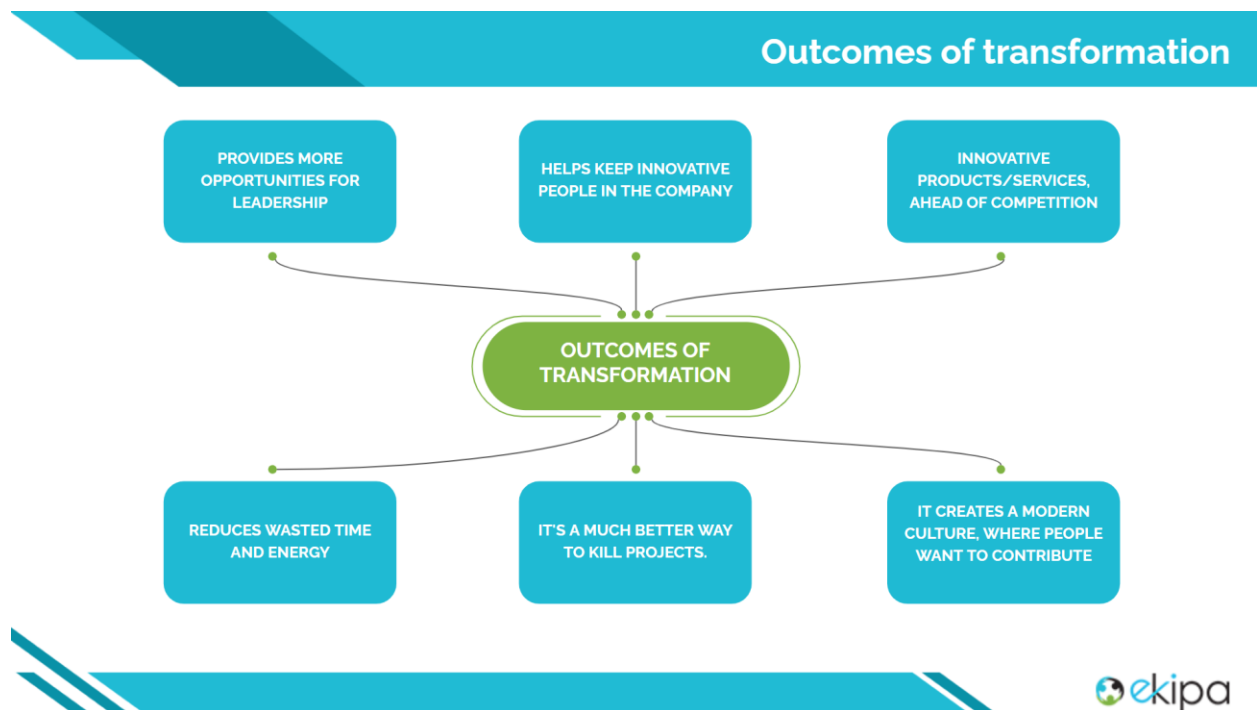 Outcomes of transformation
PROVIDES MORE
OPPORTUNITIES FOR
LEADERSHIP
HELPS KEEP INNOVATIVE
PEOPLE IN THE COMPANY
INNOVATIVE
PRODUCTS/SERVICES,
AHEAD OF COMPETITION
OUTCOMES OF
TRANSFORMATION
REDUCES WASTED TIME
AND ENERGY
IT'S A MUCH BETTER WAY
TO KILL PROJECTS.
IT CREATES A MODERN
CULTURE, WHERE PEOPLE
WANT TO CONTRIBUTE
ekipa